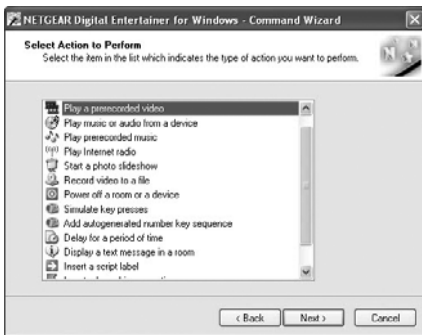 NETGEAR Digital Entertainer for Windows - Command Wizard
Select Action to Perform
Select the item in the list which indicates the type of action you want to perform.
Play a prerecorded video
Play music or audio from a device
Play prerecorded music
Play Internet radio
Start a photo slideshow
Record video to a file
Power off a room or a device
Simulate key presses
Add autogenerated number key sequence
Delay for a period of time
Display a text message in a room
Insert a script label
< Back
Next >
Cancel